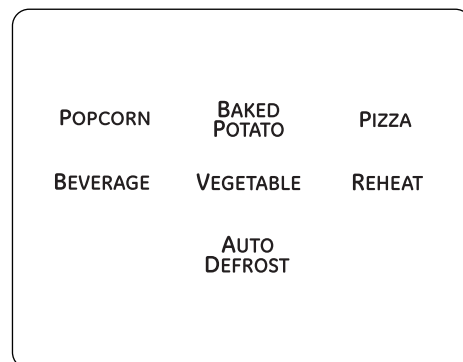 POPCORN
BAKED
POTATO
PIZZA
BEVERAGE
VEGETABLE
REHEAT
AUTO
DEFROST